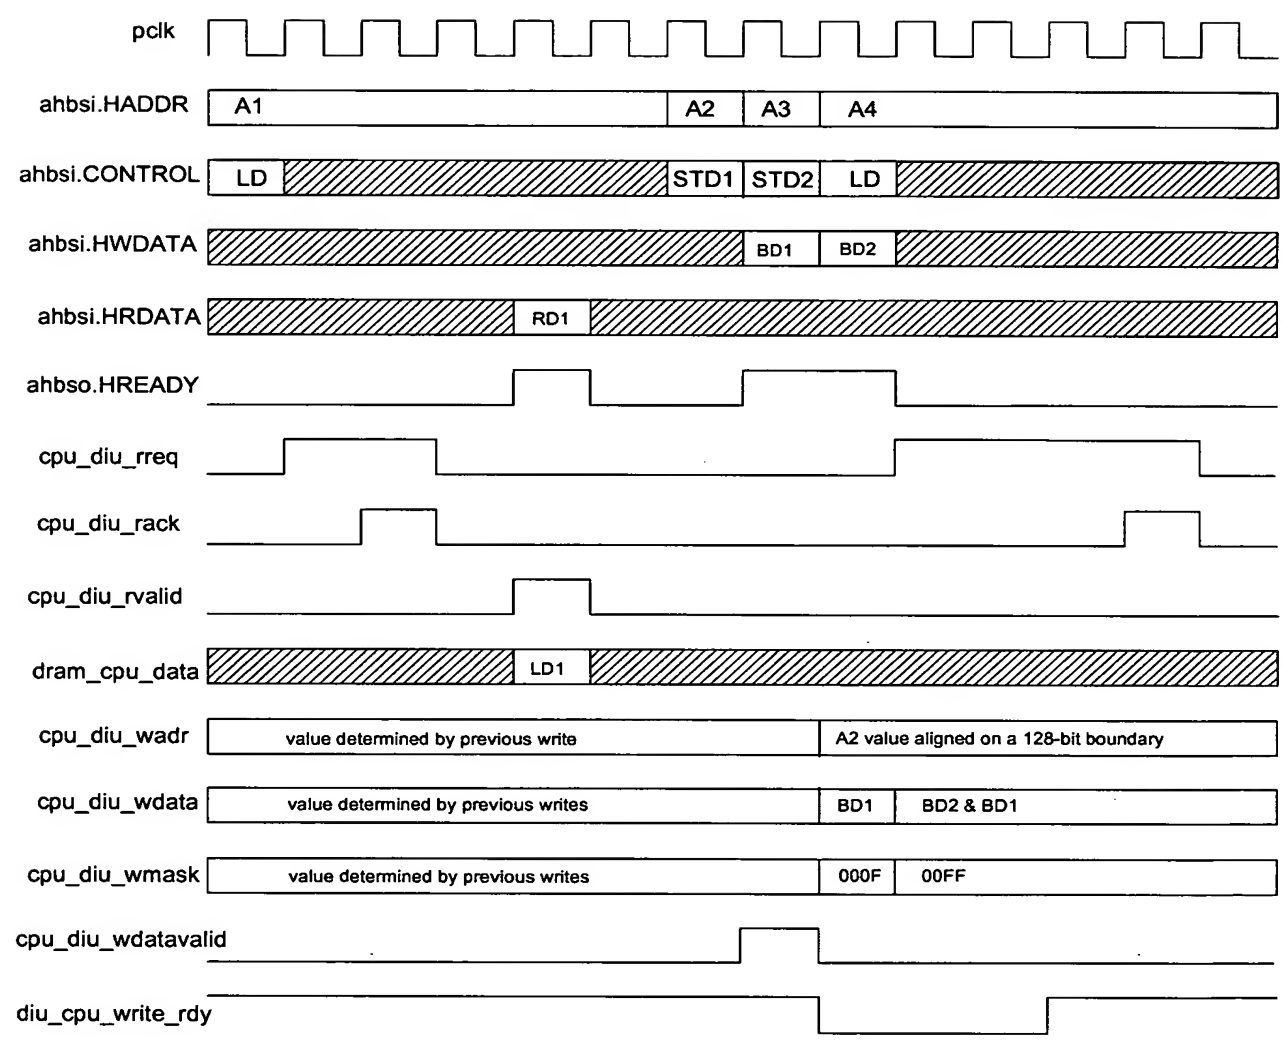 pclk
ahbsi.HADDR A1 A2 A3 A4
ahbsi.CONTROL LD STD1 STD2 LD
ahbsi.HWDATA BD1 BD2
ahbsi.HRDATA RD1
ahbso.HREADY
cpu_diu_rreq
cpu_diu_rack
cpu_diu_rvalid
dram_cpu_data LD1
cpu_diu_wadr value determined by previous write A2 value aligned on a 128-bit boundary
cpu_diu_wdata value determined by previous writes BD1 BD2 & BD1
cpu_diu_wmask value determined by previous writes 000F 00FF
cpu_diu_wdatavalid
diu_cpu_write_rdy